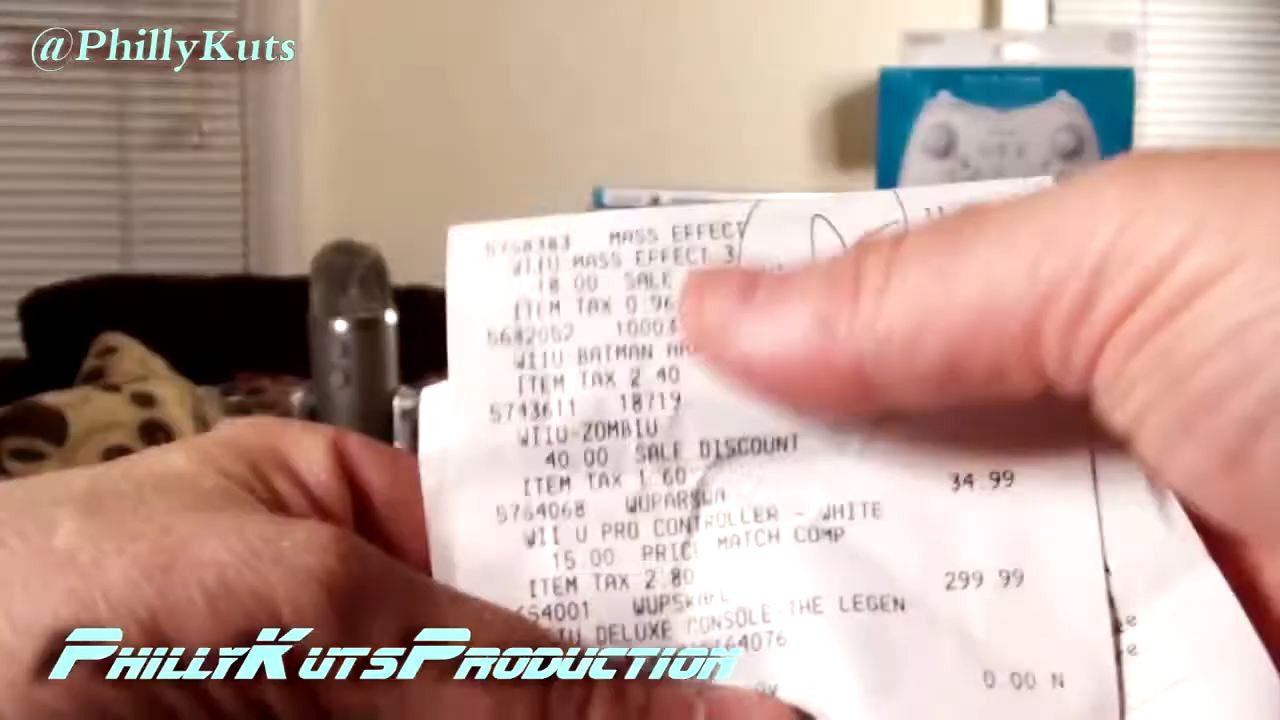 @PhillyKuts
5758383 MASS EFFECT
WIIU MASS EFFECT 3
10.00 SALE
ITEM TAX 0.96
5682052 10003
WIIU BATMAN
ITEM TAX 2.40
5743611 18719
WIIU-ZOMBIU
40.00 SALE DISCOUNT
ITEM TAX 1.60
5764068 WUPARSWA 34.99
WII U PRO CONTROLLER - WHITE
15.00 PRICE MATCH COMP
ITEM TAX 2.80
54001 299.99
DELUXE CONSOLE THE LEGEN
64076
0.00 N
PhillyKutsProduction